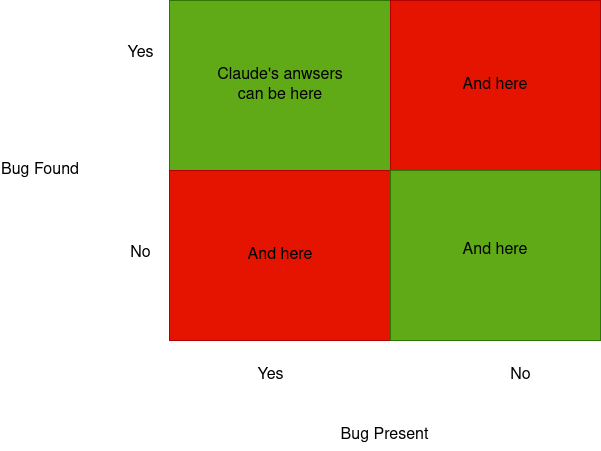 Yes
Claude's anwsers
can be here
And here
Bug Found
No
And here
And here
Yes
No
Bug Present